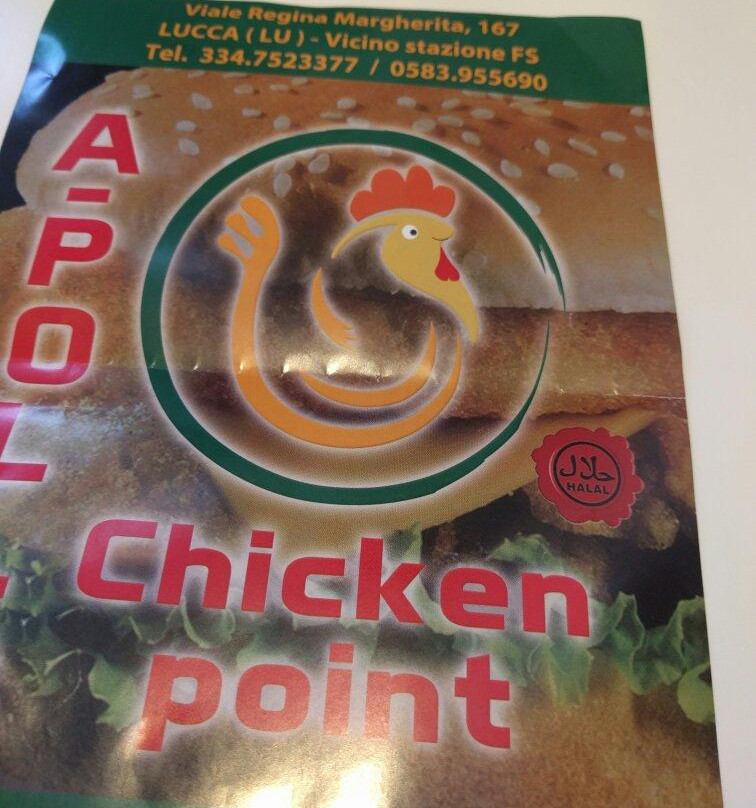 Viale Regina Margherita, 167
LUCCA ( LU ) - Vicino stazione FS
Tel. 334.7523377 / 0583.955690
A-POL
حلال
HALAL
Chicken
point